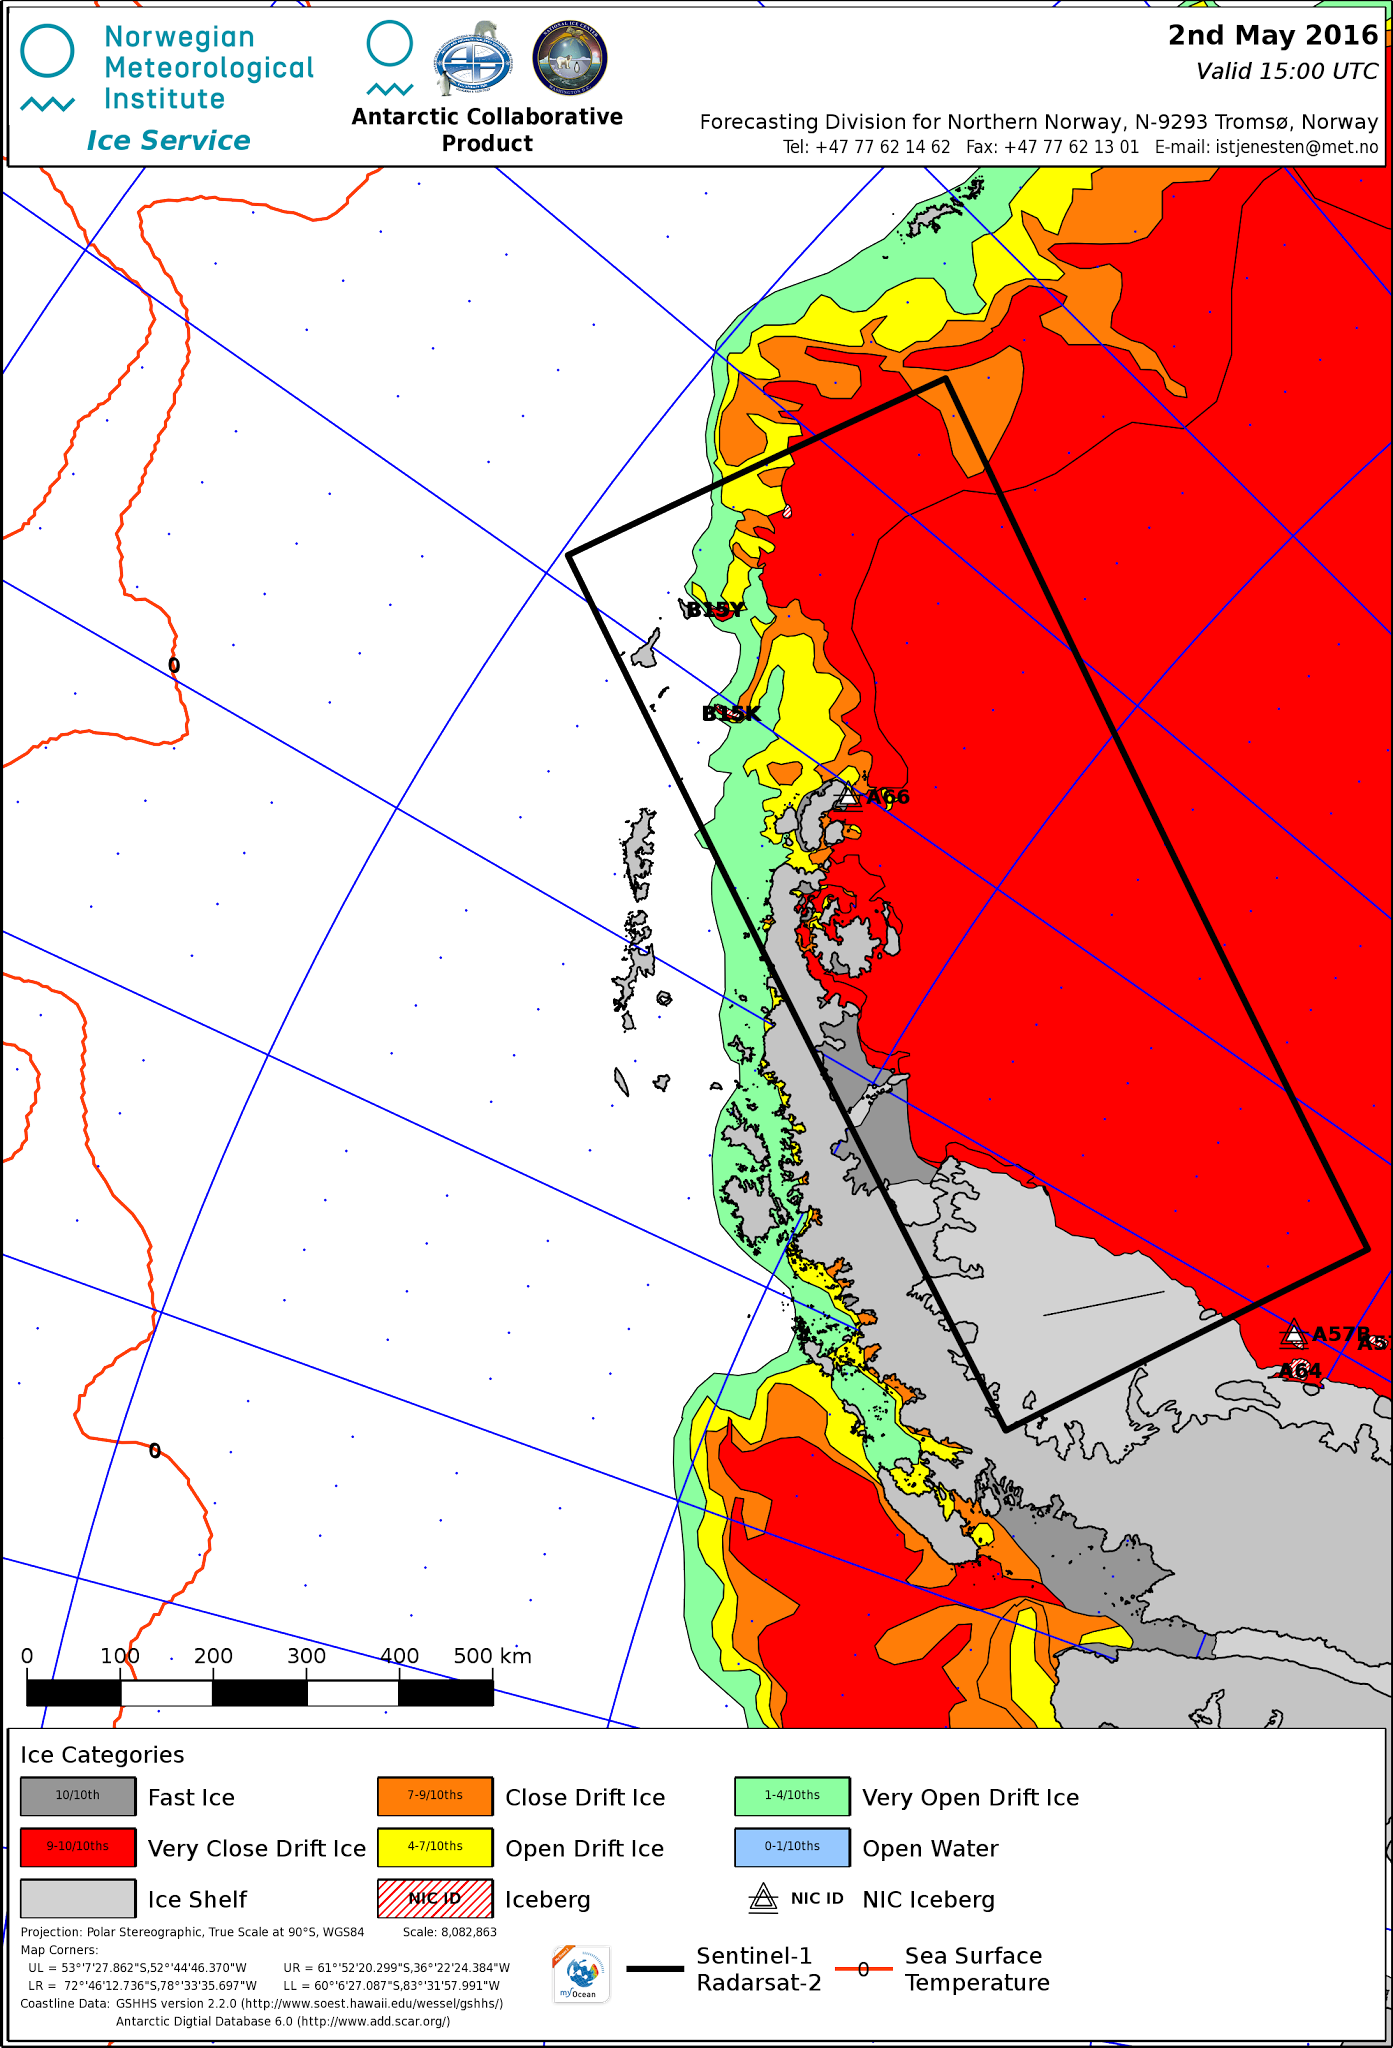 Norwegian
Meteorological
Institute
Ice Service
NATIONAL ICE CENTER
Antarctic Collaborative
Product
2nd May 2016
Valid 15:00 UTC
Forecasting Division for Northern Norway, N-9293 Tromsø, Norway
Tel: +47 77 62 14 62 Fax: +47 77 62 13 01 E-mail: istjenesten@met.no
B15Y
0
B15K
A66
A57B
A5
A64
0
0 100 200 300 400 500 km
Ice Categories
10/10th Fast Ice 7-9/10ths Close Drift Ice 1-4/10ths Very Open Drift Ice
9-10/10ths Very Close Drift Ice 4-7/10ths Open Drift Ice 0-1/10ths Open Water
Ice Shelf NIC ID Iceberg NIC ID NIC Iceberg
Projection: Polar Stereographic, True Scale at 90°S, WGS84 Scale: 8,082,863
Map Corners:
UL = 53°'7'27.862"S,52°'44'46.370"W UR = 61°'52'20.299"S,36°'22'24.384"W
LR = 72°'46'12.736"S,78°'33'35.697"W LL = 60°'6'27.087"S,83°'31'57.991"W
Coastline Data: GSHHS version 2.2.0 (http://www.soest.hawaii.edu/wessel/gshhs/)
Antarctic Digtial Database 6.0 (http://www.add.scar.org/)
myOcean
Sentinel-1
Radarsat-2
0 Sea Surface
Temperature